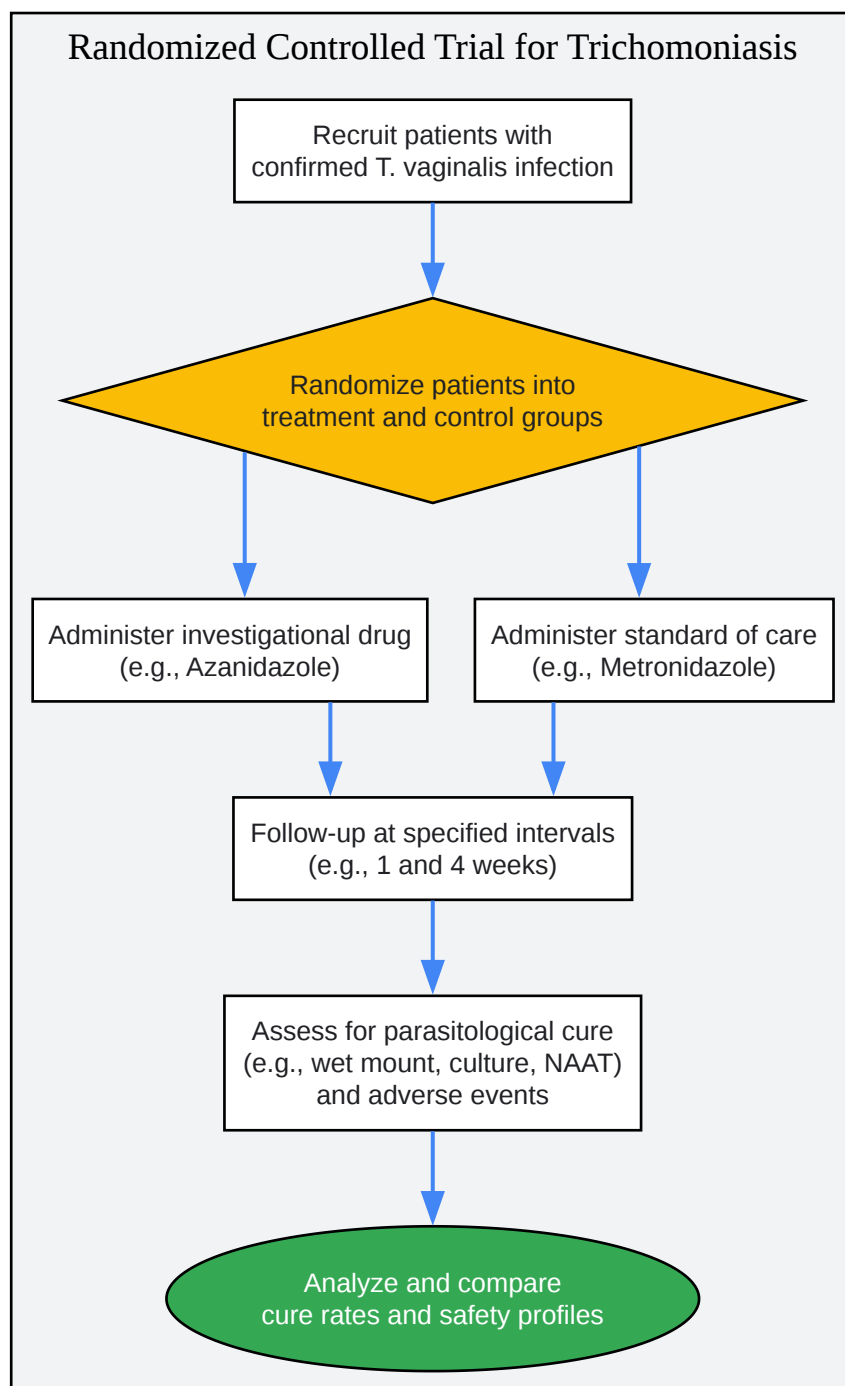 Randomized Controlled Trial for Trichomoniasis
Recruit patients with
confirmed T. vaginalis infection
Randomize patients into
treatment and control groups
Administer investigational drug
(e.g., Azanidazole)
Administer standard of care
(e.g., Metronidazole)
Follow-up at specified intervals
(e.g., 1 and 4 weeks)
Assess for parasitological cure
(e.g., wet mount, culture, NAAT)
and adverse events
Analyze and compare
cure rates and safety profiles